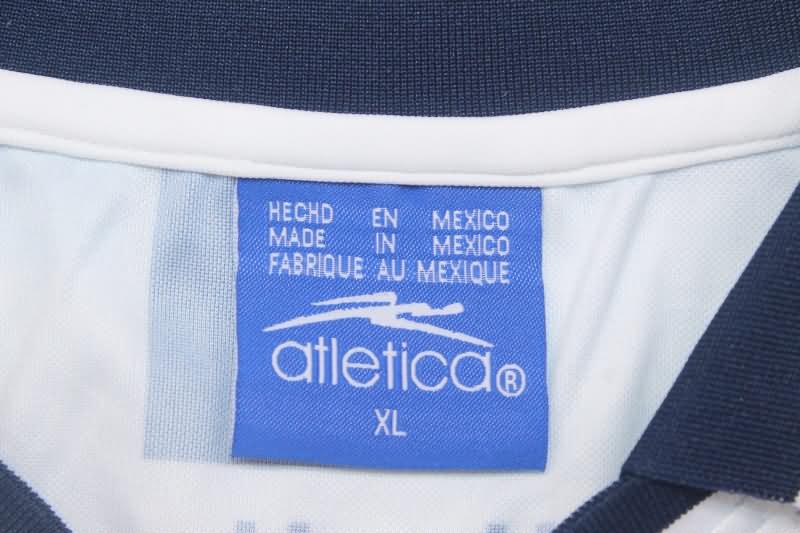 HECHD EN MEXICO
MADE IN MEXICO
FABRIQUE AU MEXIQUE
atletica®
XL